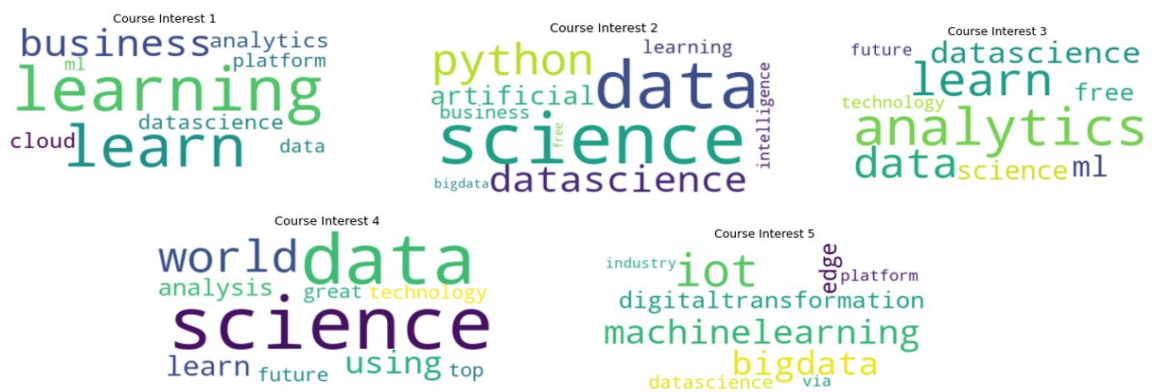 Course Interest 1
business analytics
ml platform
learning
datascience
cloud learn data
Course Interest 2
learning
python data
artificial
business
intelligence
free
science
bigdata datascience
Course Interest 3
future datascience
learn free
technology
analytics
data science ml
Course Interest 4
world data
analysis great technology
science
learn future using top
Course Interest 5
industry iot edge platform
digitaltransformation
machinelearning
bigdata
datascience via